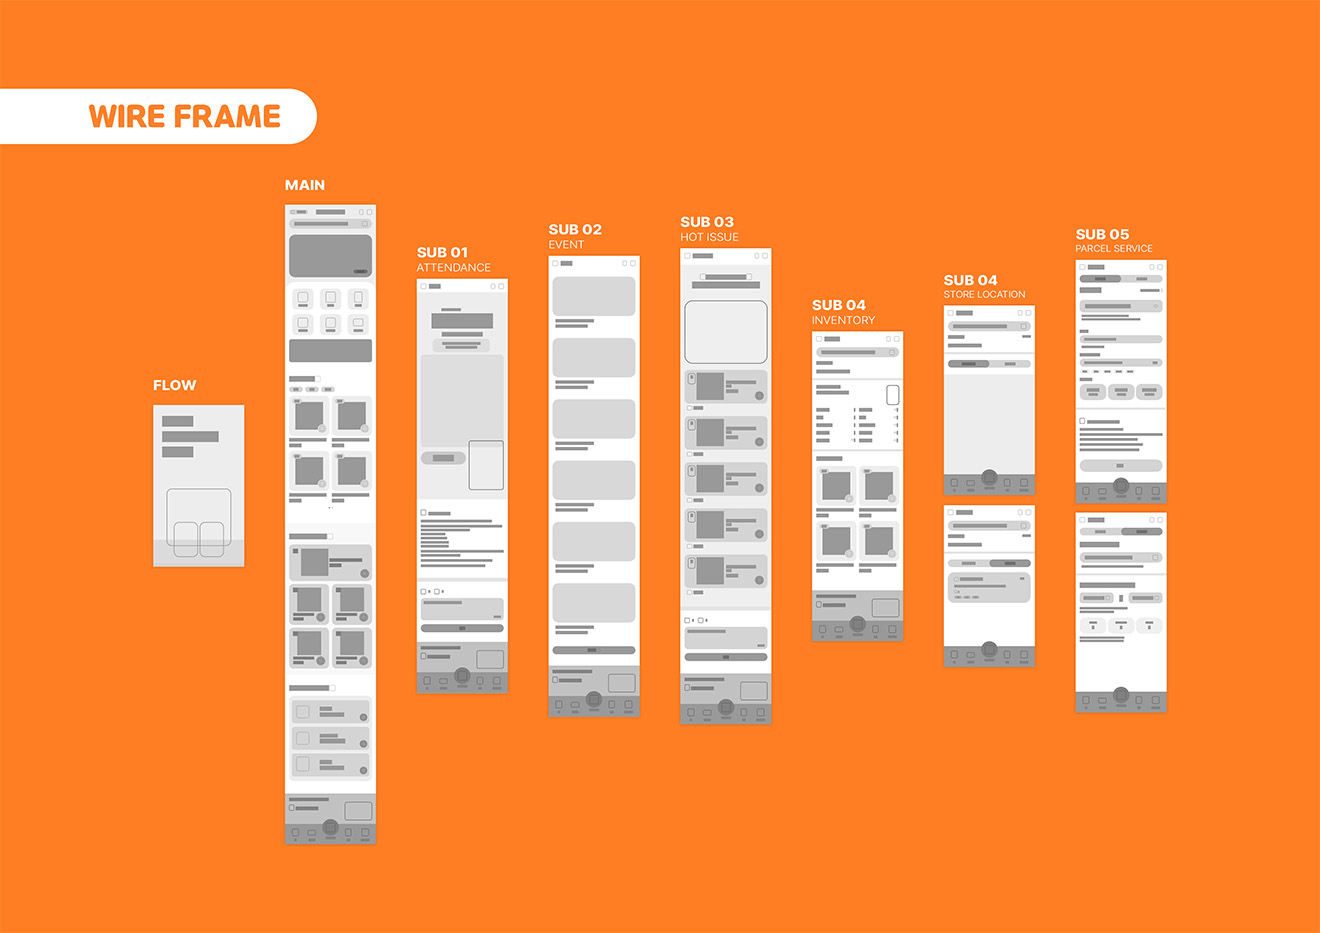 WIRE FRAME
FLOW
MAIN
SUB 01
ATTENDANCE
SUB 02
EVENT
SUB 03
HOT ISSUE
SUB 04
INVENTORY
SUB 04
STORE LOCATION
SUB 05
PARCEL SERVICE